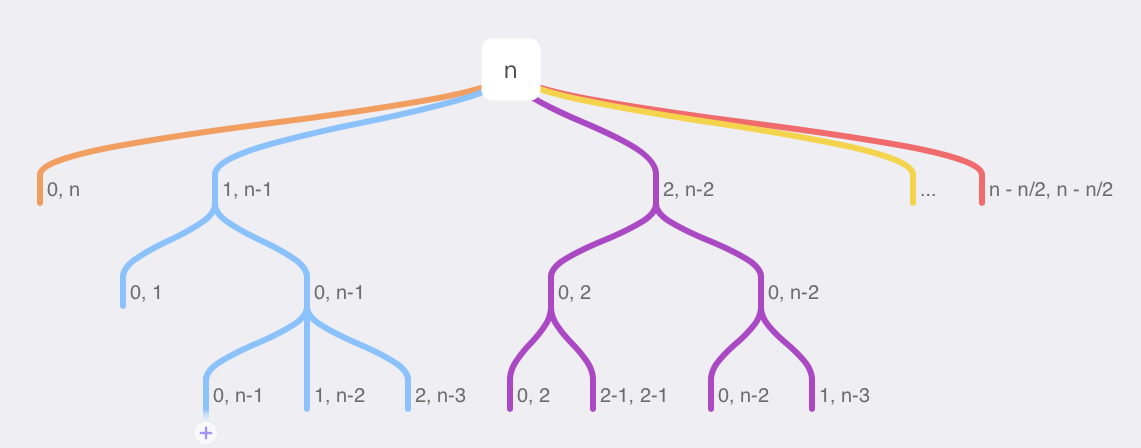 n
0, n
1, n-1
2, n-2
...
n - n/2, n - n/2
0, 1
0, n-1
0, 2
0, n-2
0, n-1
1, n-2
2, n-3
0, 2
2-1, 2-1
0, n-2
1, n-3
+